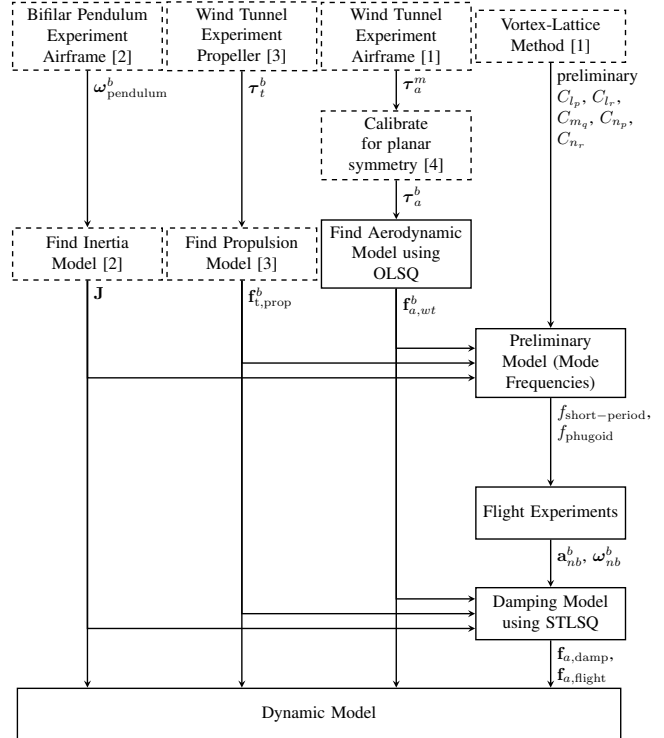 Bifilar Pendulum
Experiment
Airframe [2]
Wind Tunnel
Experiment
Propeller [3]
Wind Tunnel
Experiment
Airframe [1]
Vortex-Lattice
Method [1]
ω^b_pendulum
τ^b_t
τ^m_a
preliminary
C_{l_p}, C_{l_r},
C_{m_q}, C_{n_p},
C_{n_r}
Calibrate
for planar
symmetry [4]
τ^b_a
Find Inertia
Model [2]
Find Propulsion
Model [3]
Find Aerodynamic
Model using
OLSQ
J
f^b_{t,prop}
f^b_{a,wt}
Preliminary
Model (Mode
Frequencies)
f_{short−period},
f_{phugoid}
Flight Experiments
a^b_{nb}, ω^b_{nb}
Damping Model
using STLSQ
f_{a,damp},
f_{a,flight}
Dynamic Model